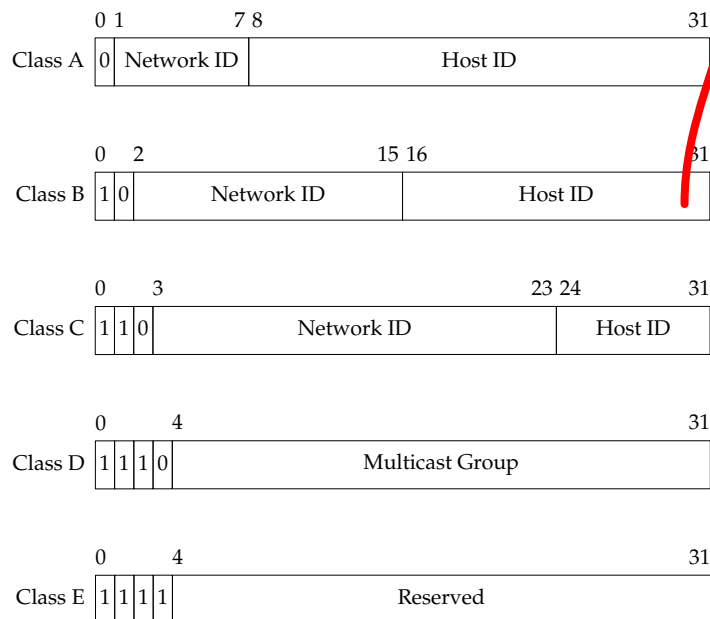 0 1 7 8 31
Class A 0 Network ID Host ID
0 2 15 16 31
Class B 1 0 Network ID Host ID
0 3 23 24 31
Class C 1 1 0 Network ID Host ID
0 4 31
Class D 1 1 1 0 Multicast Group
0 4 31
Class E 1 1 1 1 Reserved